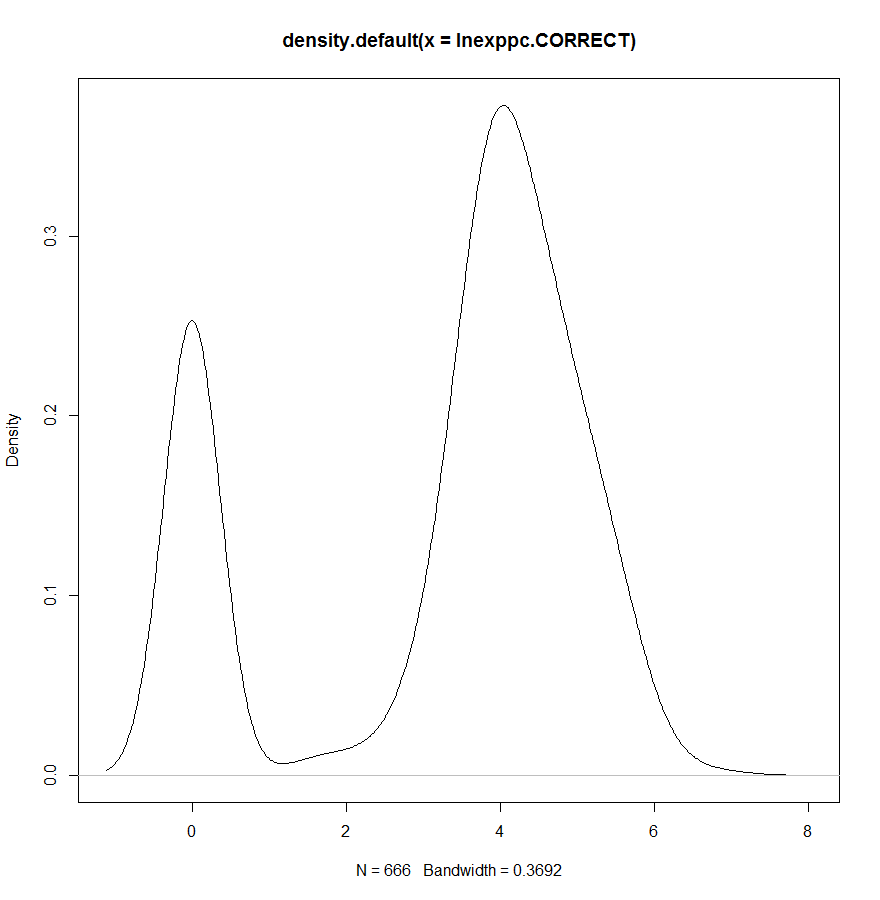 density.default(x = lnexppc.CORRECT)
Density
0.3
0.2
0.1
0.0
0 2 4 6 8
N = 666 Bandwidth = 0.3692